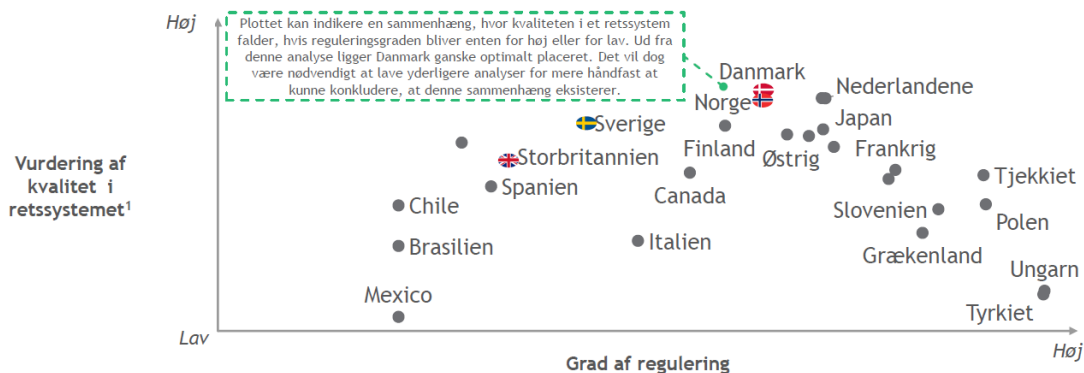 Høj
Plottet kan indikere en sammenhæng, hvor kvaliteten i et retssystem
falder, hvis reguleringsgraden bliver enten for høj eller for lav. Ud fra
denne analyse ligger Danmark ganske optimalt placeret. Det vil dog
være nødvendigt at lave yderligere analyser for mere håndfast at
kunne konkludere, at denne sammenhæng eksisterer.
Danmark
Nederlandene
Norge
Japan
Sverige
Finland
Østrig
Frankrig
Storbritannien
Vurdering af
kvalitet i
retssystemet¹
Spanien
Canada
Tjekkiet
Chile
Slovenien
Polen
Brasilien
Italien
Grækenland
Ungarn
Mexico
Tyrkiet
Lav
Høj
Grad af regulering